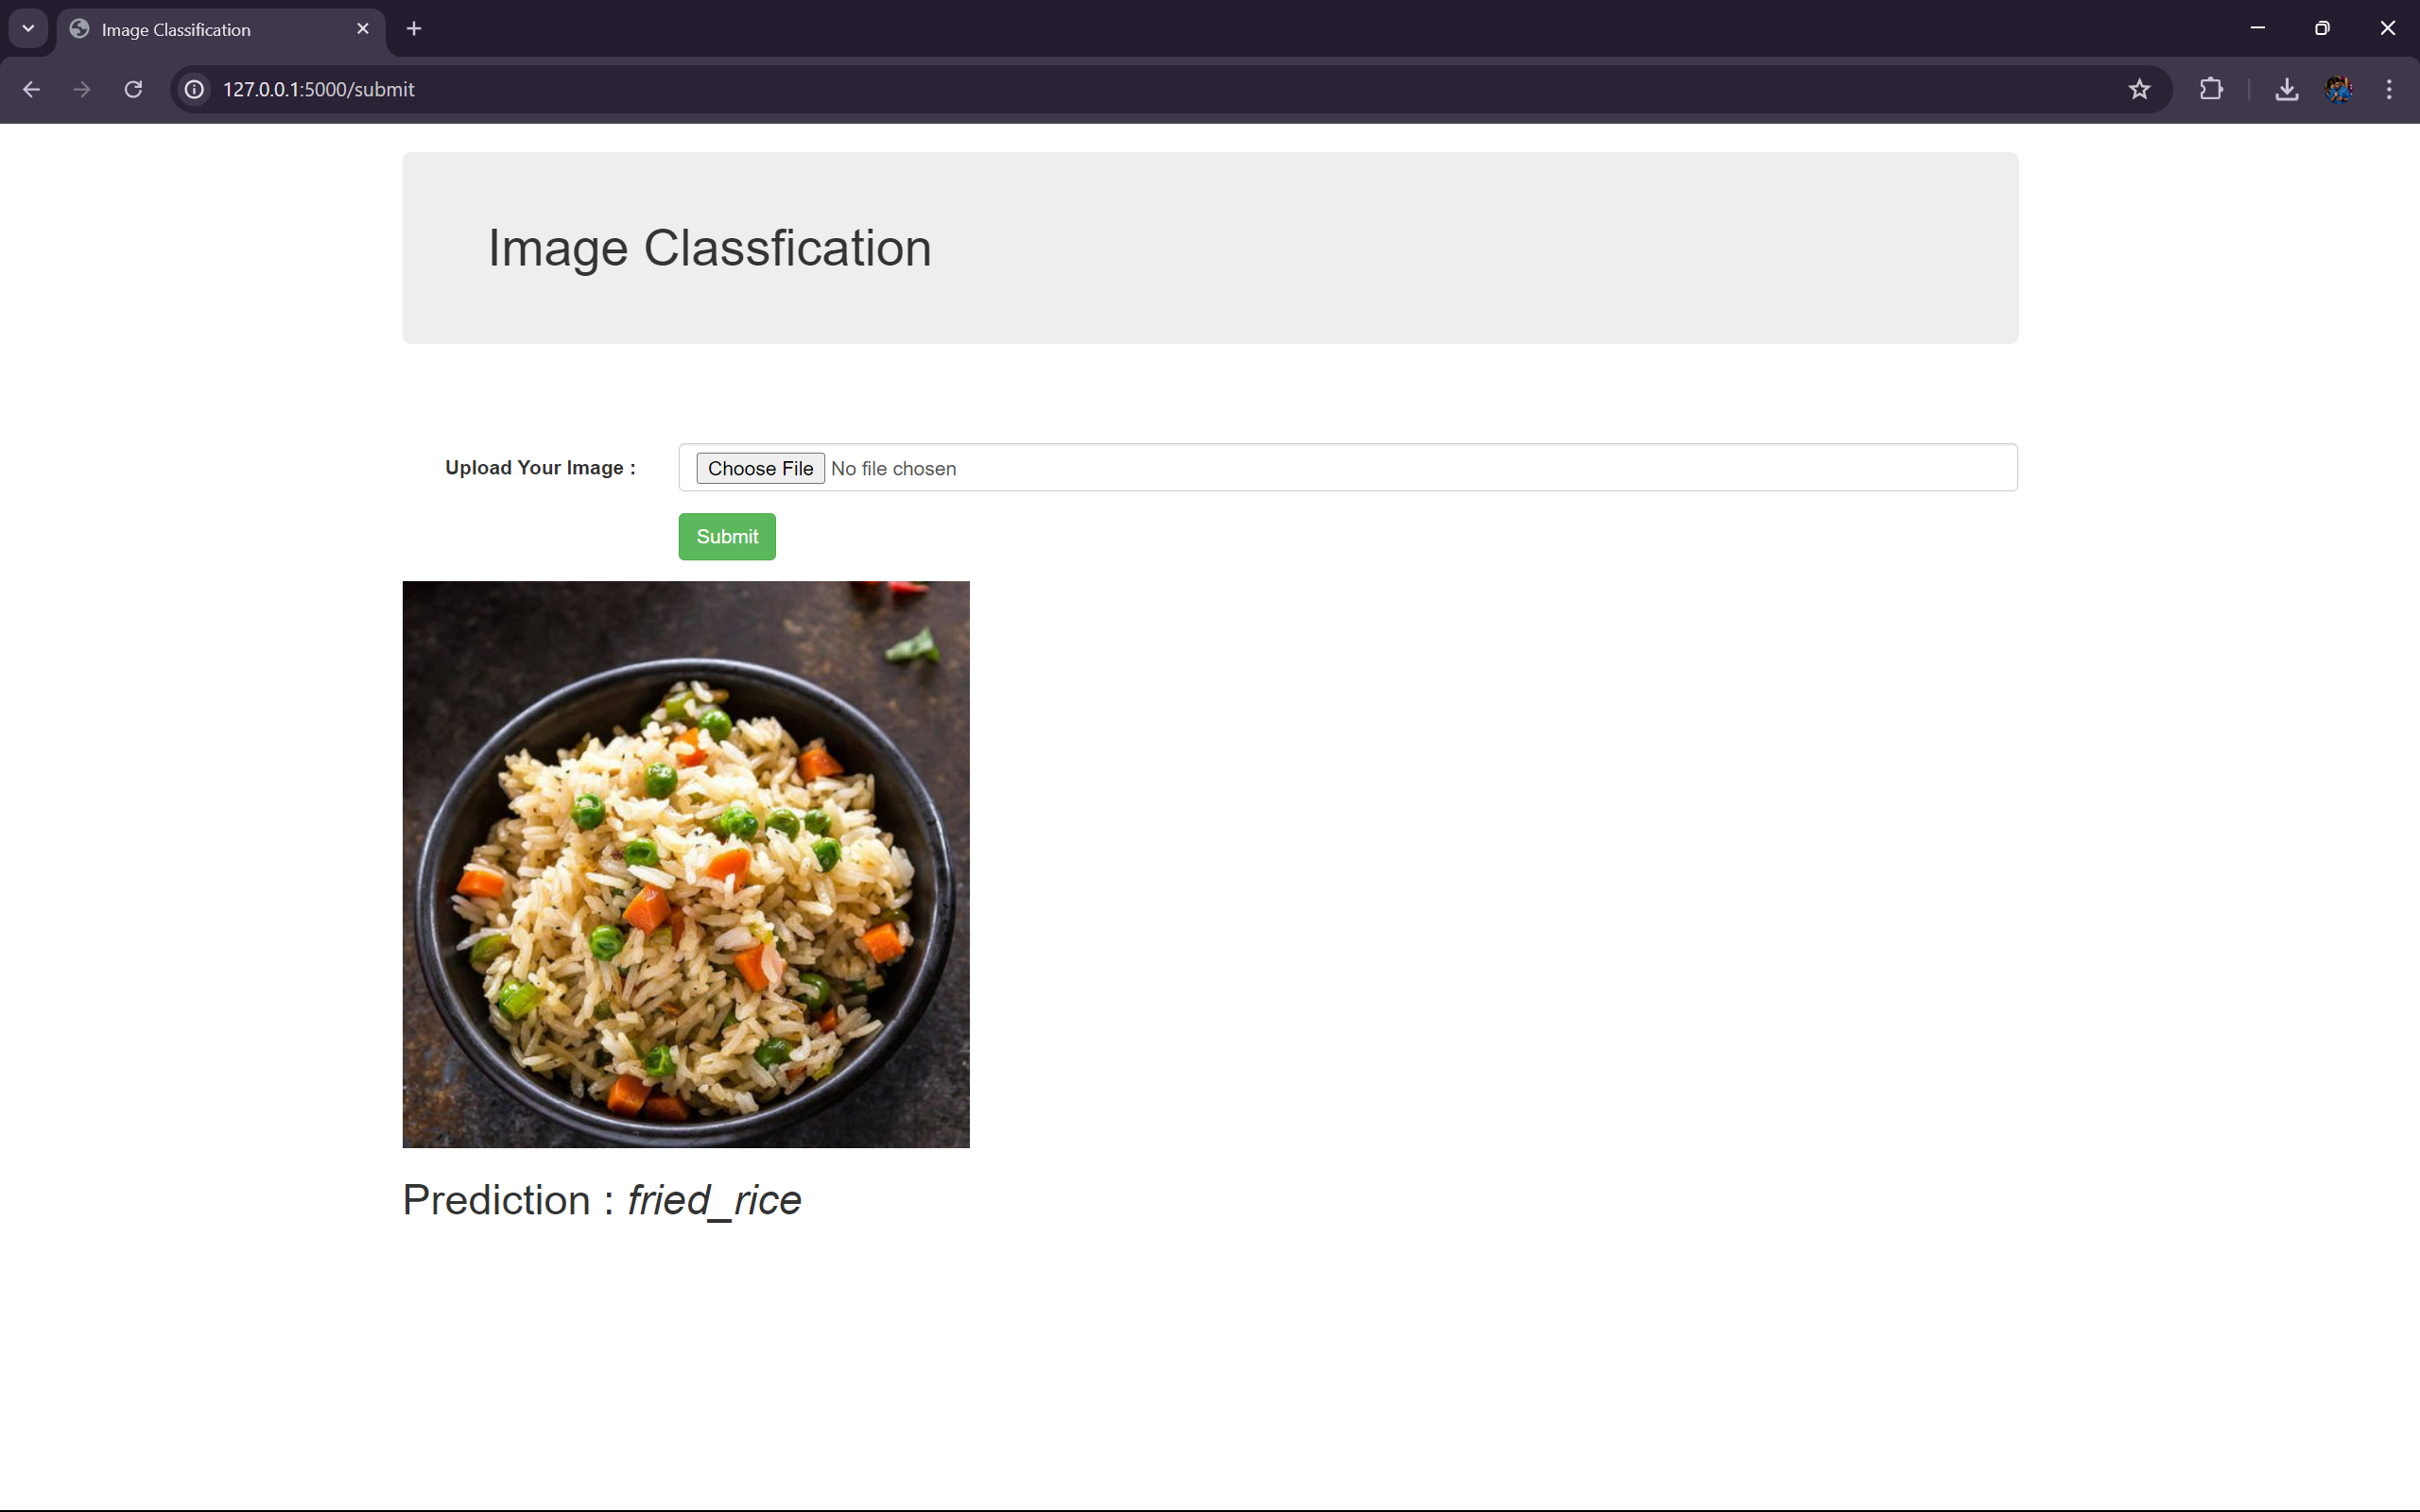 Image Classification
127.0.0.1:5000/submit
Image Classfication
Upload Your Image :
Choose File No file chosen
Submit
Prediction : fried_rice